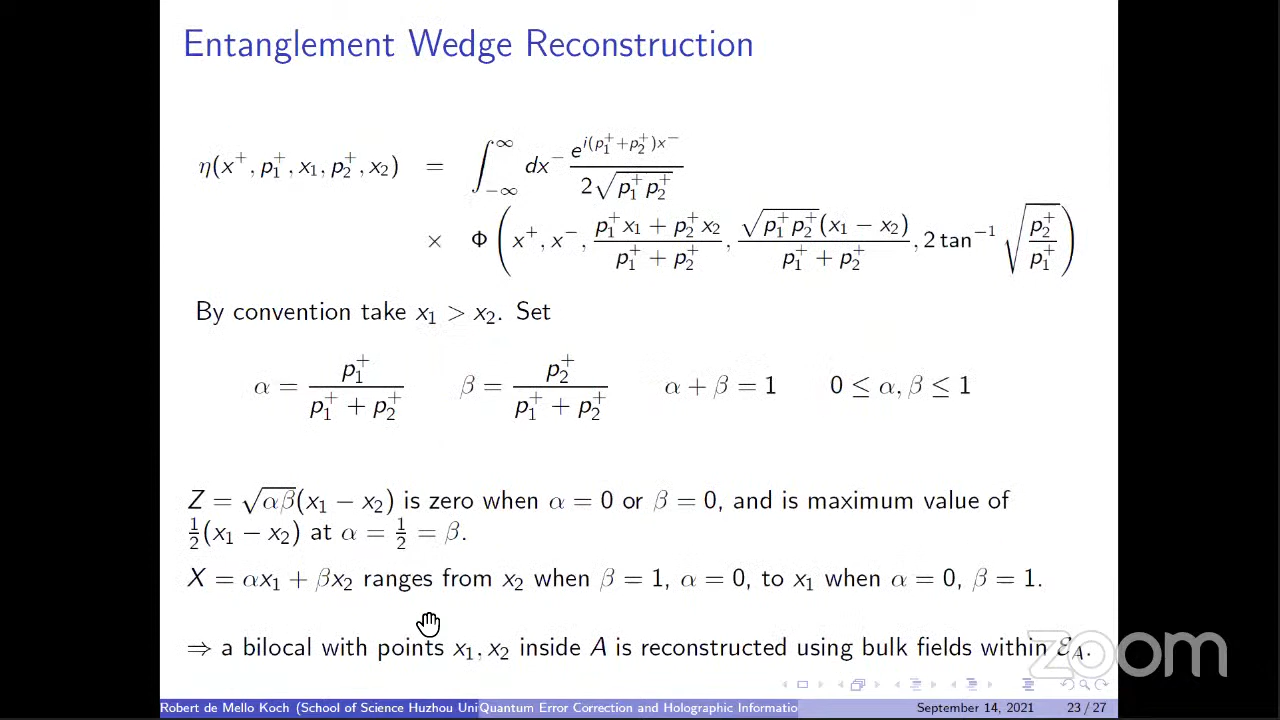 Entanglement Wedge Reconstruction
η(x⁺, p₁⁺, x₁, p₂⁺, x₂) = ∫_{-∞}^{∞} dx⁻ e^{i(p₁⁺+p₂⁺)x⁻} / 2√(p₁⁺p₂⁺)
× Φ ( x⁺, x⁻, (p₁⁺x₁ + p₂⁺x₂)/(p₁⁺ + p₂⁺), √(p₁⁺p₂⁺)(x₁ − x₂)/(p₁⁺ + p₂⁺), 2 tan⁻¹ √(p₂⁺/p₁⁺) )
By convention take x₁ > x₂. Set
α = p₁⁺/(p₁⁺ + p₂⁺) β = p₂⁺/(p₁⁺ + p₂⁺) α + β = 1 0 ≤ α, β ≤ 1
Z = √(αβ)(x₁ − x₂) is zero when α = 0 or β = 0, and is maximum value of
½(x₁ − x₂) at α = ½ = β.
X = αx₁ + βx₂ ranges from x₂ when β = 1, α = 0, to x₁ when α = 0, β = 1.
⇒ a bilocal with points x₁, x₂ inside A is reconstructed using bulk fields within ℰ_A.
zoom
Robert de Mello Koch (School of Science Huzhou Uni Quantum Error Correction and Holographic Informatio September 14, 2021 23 / 27